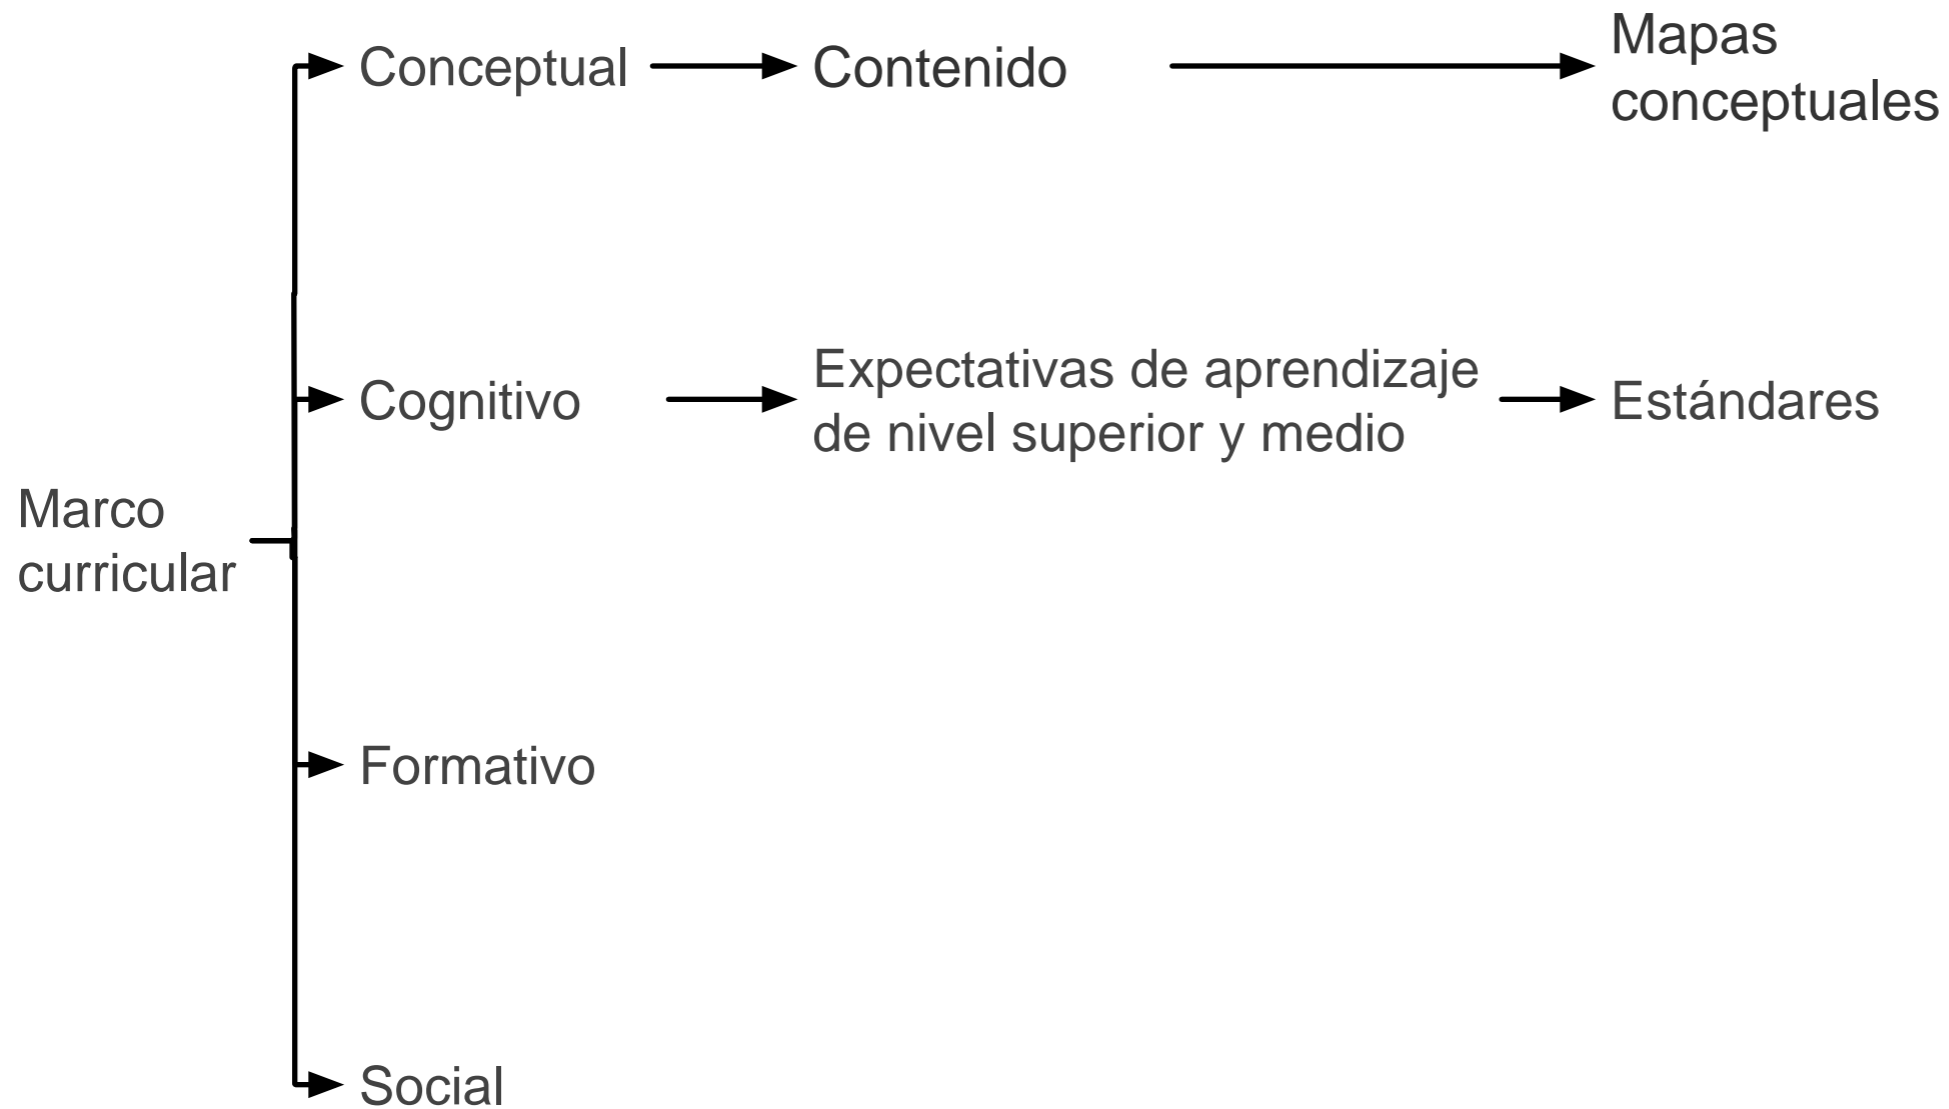 Conceptual
Contenido
Mapas
conceptuales
Cognitivo
Expectativas de aprendizaje
de nivel superior y medio
Estándares
Marco
curricular
Formativo
Social